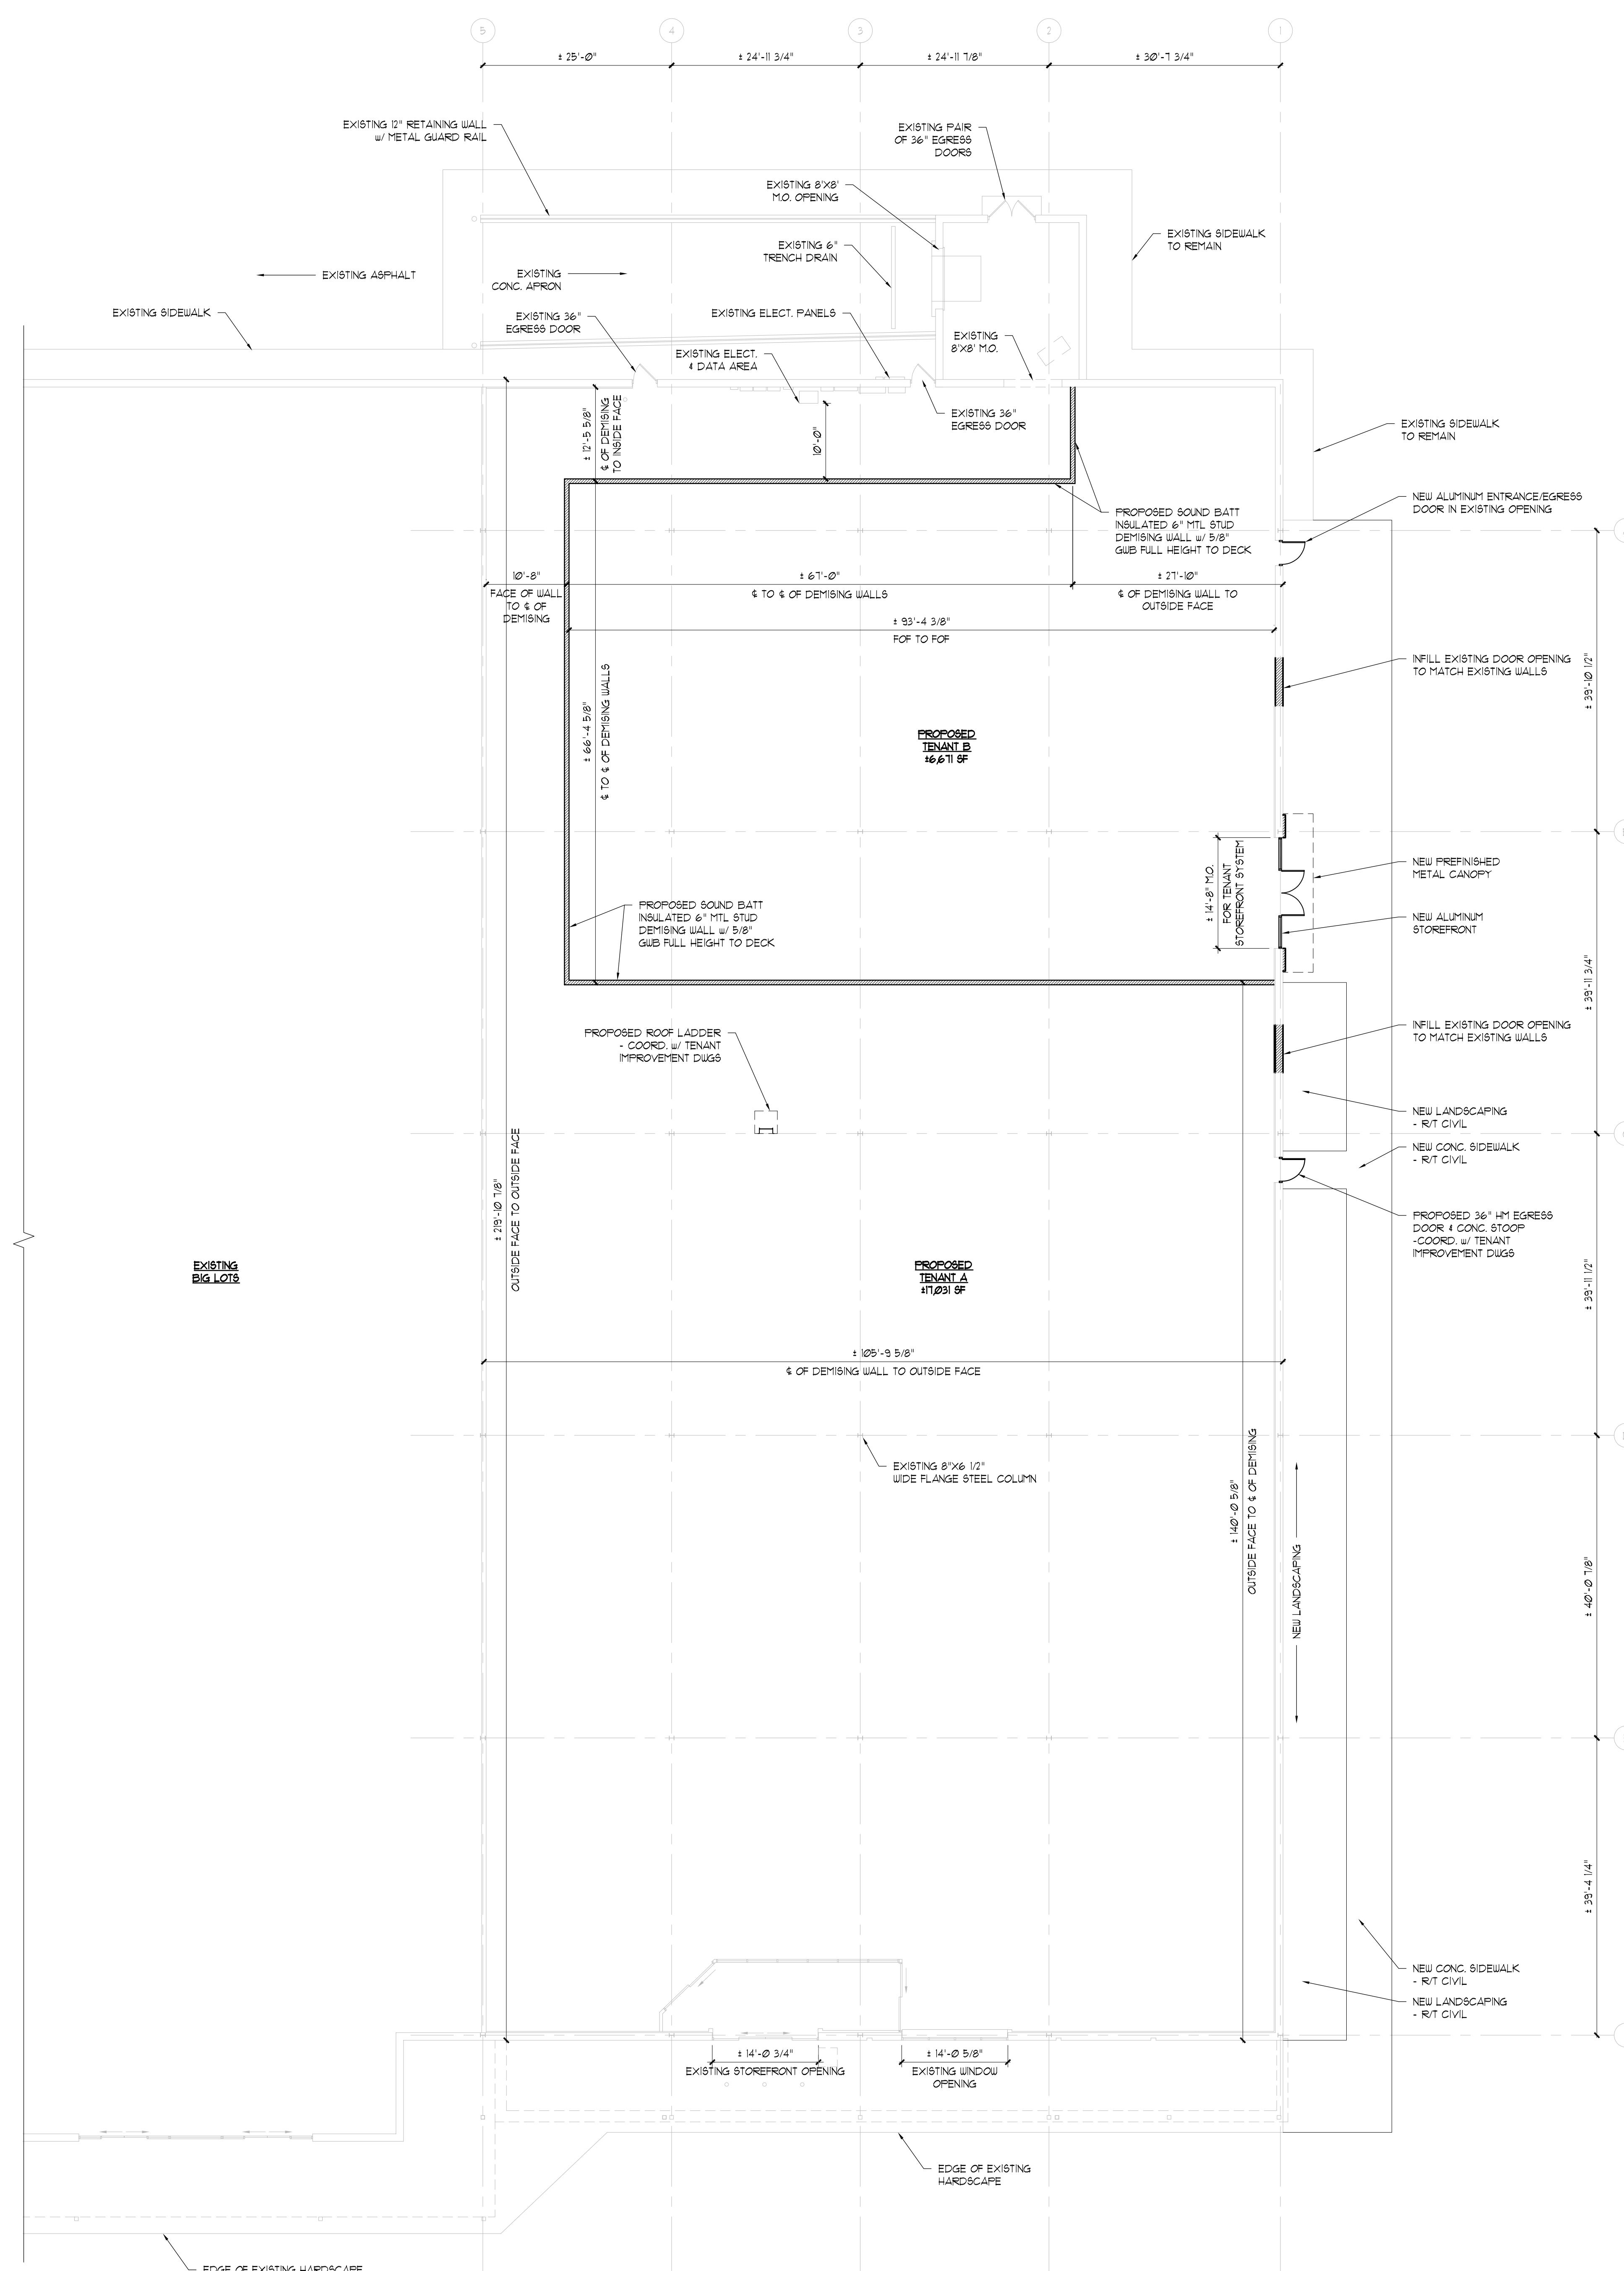 5
4
3
2
1
± 25'-0"
± 24'-11 3/4"
± 24'-11 7/8"
± 30'-7 3/4"
EXISTING 12" RETAINING WALL
w/ METAL GUARD RAIL
EXISTING PAIR
OF 36" EGRESS
DOORS
EXISTING 8'X8'
M.O. OPENING
EXISTING SIDEWALK
TO REMAIN
EXISTING 6"
TRENCH DRAIN
EXISTING ASPHALT
EXISTING
CONC. APRON
EXISTING SIDEWALK
EXISTING 36"
EGRESS DOOR
EXISTING ELECT. PANELS
EXISTING
8'X8' M.O.
EXISTING ELECT.
& DATA AREA
± 12'-5 5/8"
℄ OF DEMISING
TO INSIDE FACE
10'-0"
EXISTING 36"
EGRESS DOOR
EXISTING SIDEWALK
TO REMAIN
NEW ALUMINUM ENTRANCE/EGRESS
DOOR IN EXISTING OPENING
PROPOSED SOUND BATT
INSULATED 6" MTL STUD
DEMISING WALL w/ 5/8"
GWB FULL HEIGHT TO DECK
10'-8"
FACE OF WALL
TO ℄ OF
DEMISING
± 67'-0"
℄ TO ℄ OF DEMISING WALLS
± 27'-10"
℄ OF DEMISING WALL TO
OUTSIDE FACE
± 93'-4 3/8"
FOF TO FOF
INFILL EXISTING DOOR OPENING
TO MATCH EXISTING WALLS
± 39'-10 1/2"
± 66'-4 5/8"
℄ TO ℄ OF DEMISING WALLS
PROPOSED
TENANT B
±6,671 SF
± 14'-8" M.O.
FOR TENANT
STOREFRONT SYSTEM
NEW PREFINISHED
METAL CANOPY
NEW ALUMINUM
STOREFRONT
PROPOSED SOUND BATT
INSULATED 6" MTL STUD
DEMISING WALL w/ 5/8"
GWB FULL HEIGHT TO DECK
± 39'-11 3/4"
PROPOSED ROOF LADDER
- COORD. w/ TENANT
IMPROVEMENT DWGS
INFILL EXISTING DOOR OPENING
TO MATCH EXISTING WALLS
NEW LANDSCAPING
- R/T CIVIL
NEW CONC. SIDEWALK
- R/T CIVIL
± 219'-10 7/8"
OUTSIDE FACE TO OUTSIDE FACE
PROPOSED 36" HM EGRESS
DOOR & CONC. STOOP
-COORD. w/ TENANT
IMPROVEMENT DWGS
EXISTING
BIG LOTS
PROPOSED
TENANT A
±17,031 SF
± 39'-11 1/2"
± 105'-9 5/8"
℄ OF DEMISING WALL TO OUTSIDE FACE
EXISTING 8"X6 1/2"
WIDE FLANGE STEEL COLUMN
± 140'-0 5/8"
OUTSIDE FACE TO ℄ OF DEMISING
NEW LANDSCAPING
± 40'-0 7/8"
± 39'-4 1/4"
NEW CONC. SIDEWALK
- R/T CIVIL
NEW LANDSCAPING
- R/T CIVIL
± 14'-0 3/4"
EXISTING STOREFRONT OPENING
± 14'-0 5/8"
EXISTING WINDOW
OPENING
EDGE OF EXISTING
HARDSCAPE
EDGE OF EXISTING HARDSCAPE